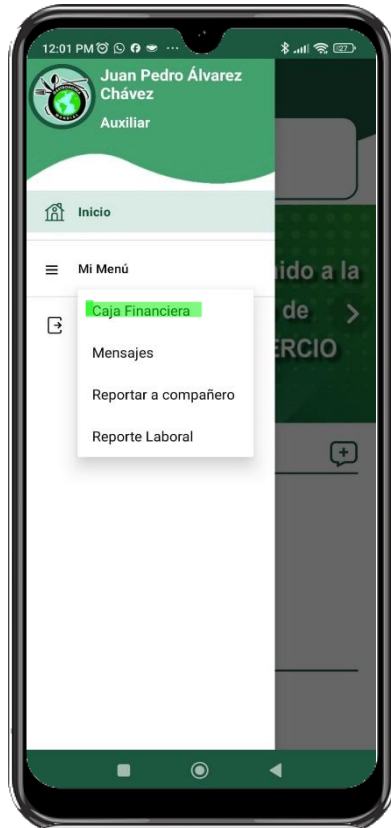 12:01 PM
27
Juan Pedro Álvarez
Chávez
Auxiliar
Inicio
Mi Menú
ido a la
Caja Financiera
de
Mensajes
ERCIO
Reportar a compañero
Reporte Laboral